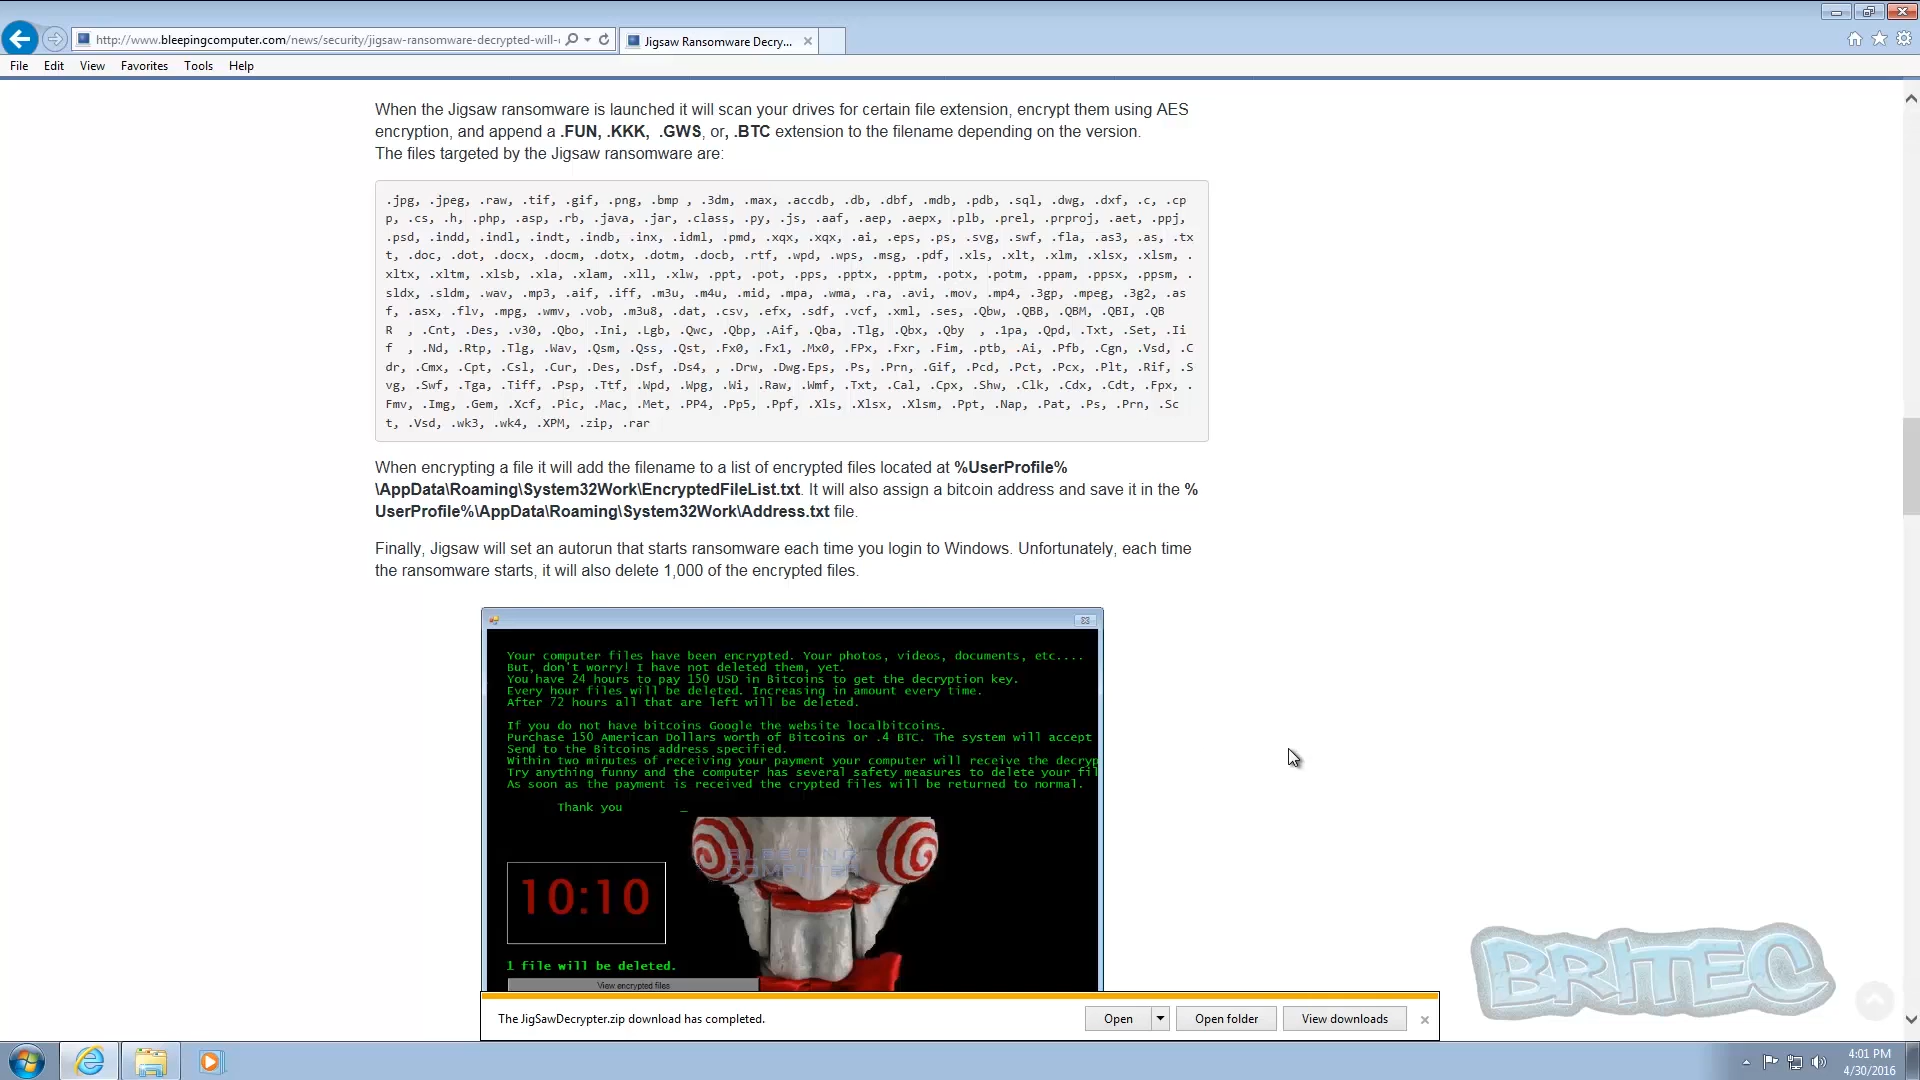 http://www.bleepingcomputer.com/news/security/jigsaw-ransomware-decrypted-will-
Jigsaw Ransomware Decry...
File Edit View Favorites Tools Help
When the Jigsaw ransomware is launched it will scan your drives for certain file extension, encrypt them using AES
encryption, and append a .FUN, .KKK,  .GWS, or, .BTC extension to the filename depending on the version.
The files targeted by the Jigsaw ransomware are:
.jpg, .jpeg, .raw, .tif, .gif, .png, .bmp , .3dm, .max, .accdb, .db, .dbf, .mdb, .pdb, .sql, .dwg, .dxf, .c, .cp
p, .cs, .h, .php, .asp, .rb, .java, .jar, .class, .py, .js, .aaf, .aep, .aepx, .plb, .prel, .prproj, .aet, .ppj,
.psd, .indd, .indl, .indt, .indb, .inx, .idml, .pmd, .xqx, .xqx, .ai, .eps, .ps, .svg, .swf, .fla, .as3, .as, .tx
t, .doc, .dot, .docx, .docm, .dotx, .dotm, .docb, .rtf, .wpd, .wps, .msg, .pdf, .xls, .xlt, .xlm, .xlsx, .xlsm, .
xltx, .xltm, .xlsb, .xla, .xlam, .xll, .xlw, .ppt, .pot, .pps, .pptx, .pptm, .potx, .potm, .ppam, .ppsx, .ppsm, .
sldx, .sldm, .wav, .mp3, .aif, .iff, .m3u, .m4u, .mid, .mpa, .wma, .ra, .avi, .mov, .mp4, .3gp, .mpeg, .3g2, .as
f, .asx, .flv, .mpg, .wmv, .vob, .m3u8, .dat, .csv, .efx, .sdf, .vcf, .xml, .ses, .Qbw, .QBB, .QBM, .QBI, .QB
R  , .Cnt, .Des, .v30, .Qbo, .Ini, .Lgb, .Qwc, .Qbp, .Aif, .Qba, .Tlg, .Qbx, .Qby  , .1pa, .Qpd, .Txt, .Set, .Ii
f  , .Nd, .Rtp, .Tlg, .Wav, .Qsm, .Qss, .Qst, .Fx0, .Fx1, .Mx0, .FPx, .Fxr, .Fim, .ptb, .Ai, .Pfb, .Cgn, .Vsd, .C
dr, .Cmx, .Cpt, .Csl, .Cur, .Des, .Dsf, .Ds4, , .Drw, .Dwg.Eps, .Ps, .Prn, .Gif, .Pcd, .Pct, .Pcx, .Plt, .Rif, .S
vg, .Swf, .Tga, .Tiff, .Psp, .Ttf, .Wpd, .Wpg, .Wi, .Raw, .Wmf, .Txt, .Cal, .Cpx, .Shw, .Clk, .Cdx, .Cdt, .Fpx, .
Fmv, .Img, .Gem, .Xcf, .Pic, .Mac, .Met, .PP4, .Pp5, .Ppf, .Xls, .Xlsx, .Xlsm, .Ppt, .Nap, .Pat, .Ps, .Prn, .Sc
t, .Vsd, .wk3, .wk4, .XPM, .zip, .rar
When encrypting a file it will add the filename to a list of encrypted files located at %UserProfile%
\AppData\Roaming\System32Work\EncryptedFileList.txt. It will also assign a bitcoin address and save it in the %
UserProfile%\AppData\Roaming\System32Work\Address.txt file.
Finally, Jigsaw will set an autorun that starts ransomware each time you login to Windows. Unfortunately, each time
the ransomware starts, it will also delete 1,000 of the encrypted files.
Your computer files have been encrypted. Your photos, videos, documents, etc....
But, don't worry! I have not deleted them, yet.
You have 24 hours to pay 150 USD in Bitcoins to get the decryption key.
Every hour files will be deleted. Increasing in amount every time.
After 72 hours all that are left will be deleted.
If you do not have bitcoins Google the website localbitcoins.
Purchase 150 American Dollars worth of Bitcoins or .4 BTC. The system will accept
Send to the Bitcoins address specified.
Within two minutes of receiving your payment your computer will receive the decryp
Try anything funny and the computer has several safety measures to delete your fil
As soon as the payment is received the crypted files will be returned to normal.
Thank you _
BLEEPING
COMPUTER
10:10
1 file will be deleted.
View encrypted files
BRITEC
The JigSawDecrypter.zip download has completed.
Open Open folder View downloads
4:01 PM
4/30/2016